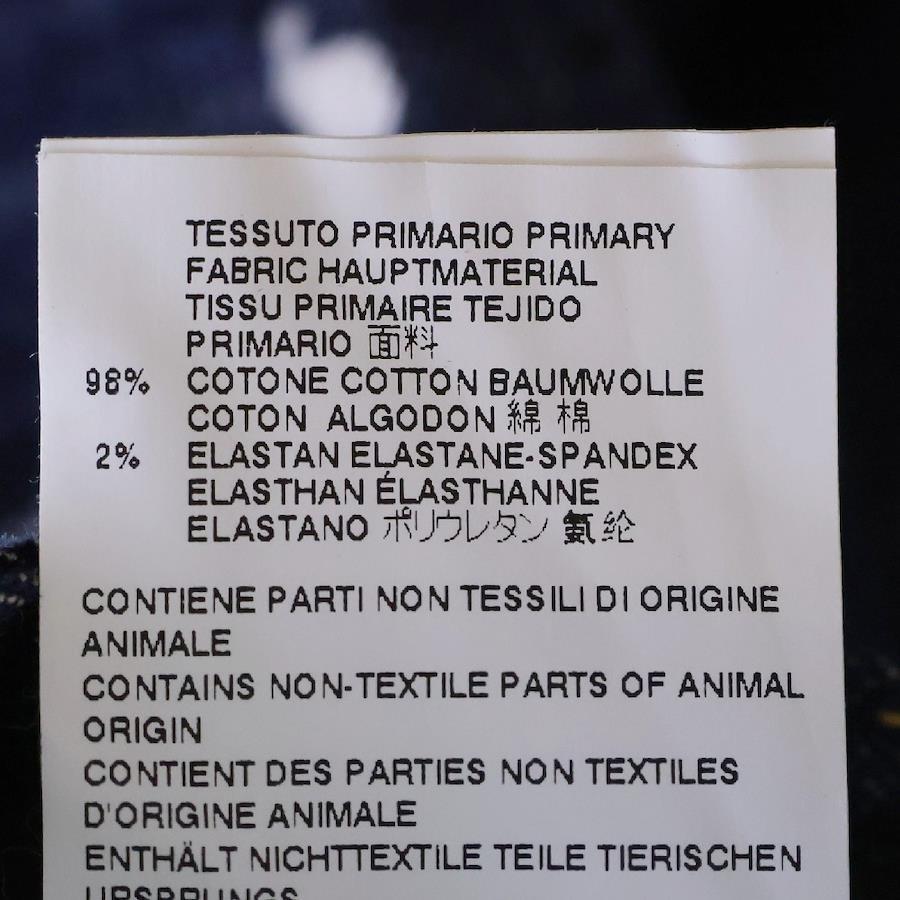 TESSUTO PRIMARIO PRIMARY
FABRIC HAUPTMATERIAL
TISSU PRIMAIRE TEJIDO
PRIMARIO 面料
98% COTONE COTTON BAUMWOLLE
COTON ALGODON 綿 棉
2% ELASTAN ELASTANE-SPANDEX
ELASTHAN ÉLASTHANNE
ELASTANO ポリウレタン 氨纶
CONTIENE PARTI NON TESSILI DI ORIGINE
ANIMALE
CONTAINS NON-TEXTILE PARTS OF ANIMAL
ORIGIN
CONTIENT DES PARTIES NON TEXTILES
D'ORIGINE ANIMALE
ENTHÄLT NICHTTEXTILE TEILE TIERISCHEN
URSPRUNGS